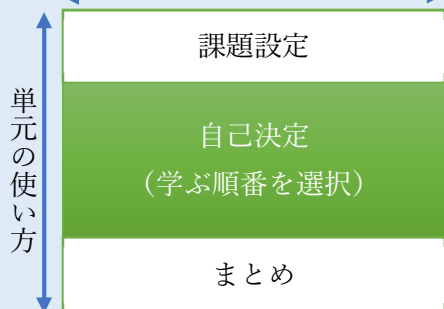 単元の使い方
課題設定
自己決定
(学ぶ順番を選択)
まとめ